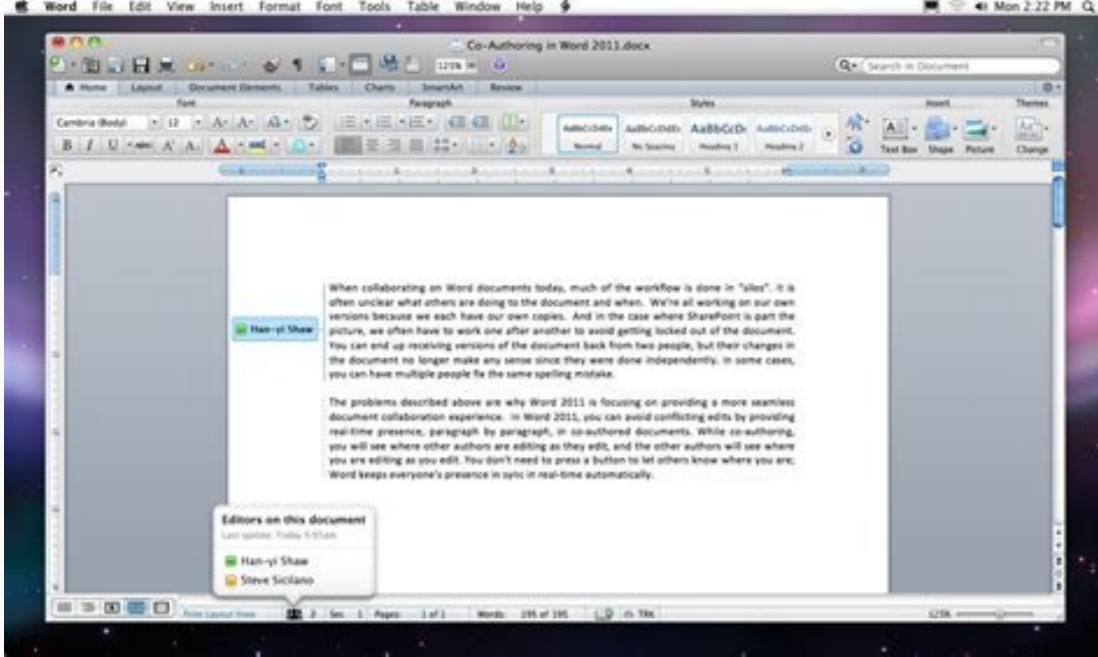 Word File Edit View Insert Format Font Tools Table Window Help Mon 2:22 PM
Co-Authoring in Word 2011.docx
125% Search in Document
Home Layout Document Elements Tables Charts SmartArt Review
Font Paragraph Styles Insert Themes
Cambria (Body) 12
AaBbCcDdEe AaBbCcDdEe AaBbCcDc AaBbCcDdEe
B I U ABC Normal No Spacing Heading 1 Heading 2 Text Box Shape Picture Change
When collaborating on Word documents today, much of the workflow is done in "silos". It is
often unclear what others are doing to the document and when. We're all working on our own
versions because we each have our own copies. And in the case where SharePoint is part the
Han-yi Shaw
picture, we often have to work one after another to avoid getting locked out of the document.
You can end up receiving versions of the document back from two people, but their changes in
the document no longer make any sense since they were done independently. In some cases,
you can have multiple people fix the same spelling mistake.
The problems described above are why Word 2011 is focusing on providing a more seamless
document collaboration experience. In Word 2011, you can avoid conflicting edits by providing
real-time presence, paragraph by paragraph, in co-authored documents. While co-authoring,
you will see where other authors are editing as they edit, and the other authors will see where
you are editing as you edit. You don't need to press a button to let others know where you are;
Word keeps everyone's presence in sync in real-time automatically.
Editors on this document
Last update: Today 9:55am
Han-yi Shaw
Steve Sicilano
Print Layout View 2 Sec 1 Pages: 1 of 1 Words: 195 of 195 TRK 125%